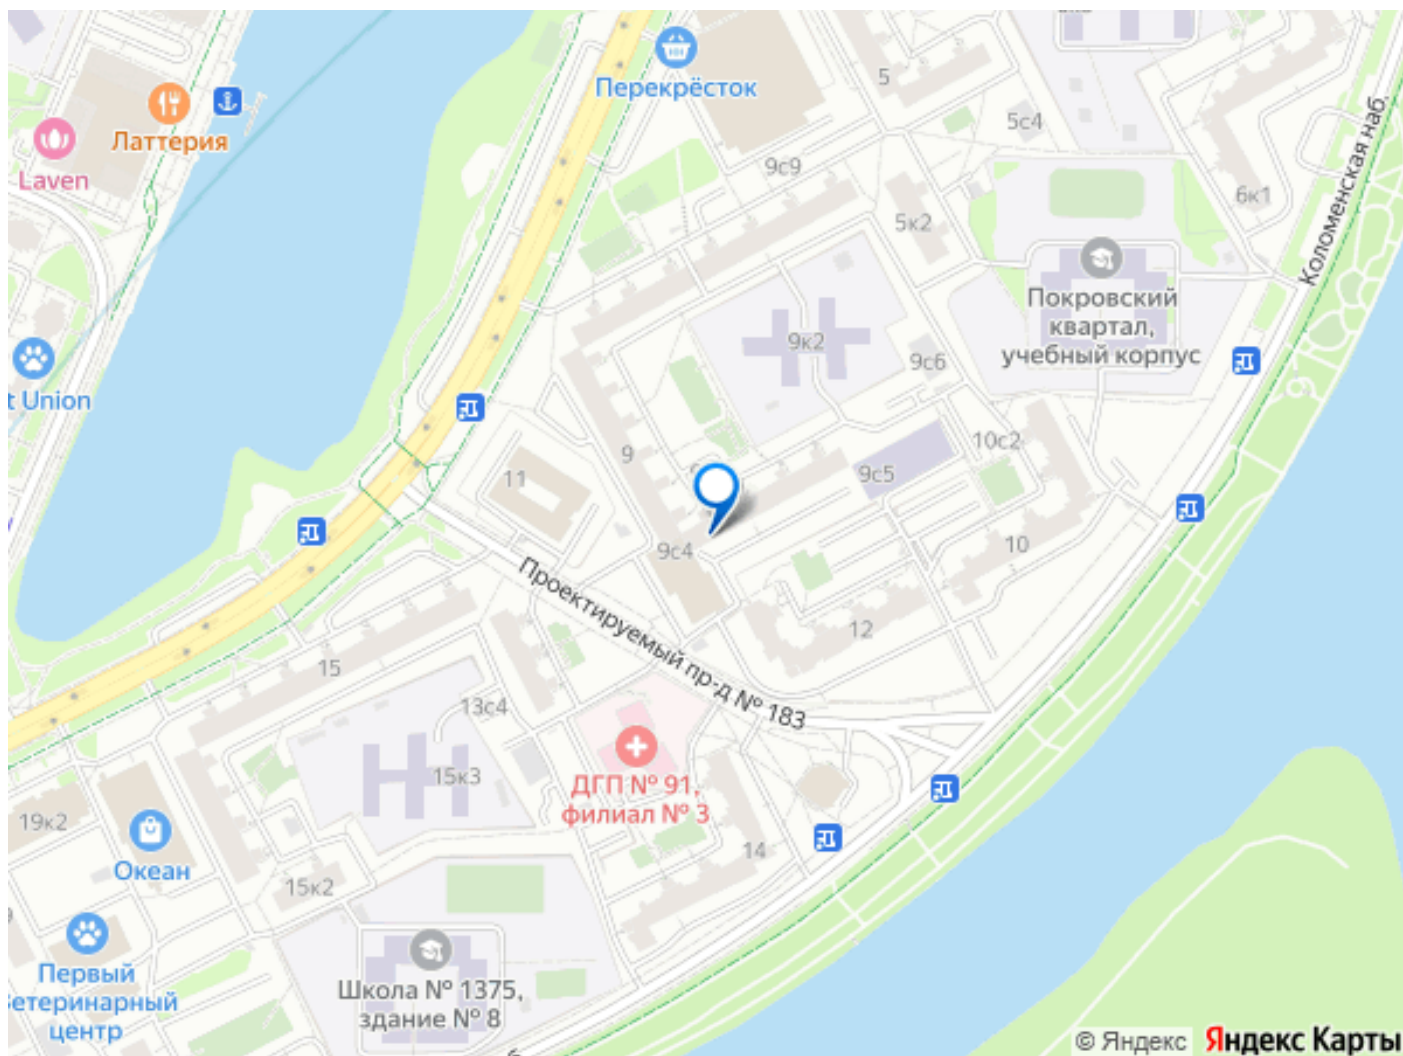 Перекрёсток
5
5с4
Латтерия
Laven
9с9
5к2
6к1
Коломенская наб.
Покровский
квартал,
учебный корпус
9к2
9с6
t Union
9
10с2
9с5
11
9с4
10
Проектируемый пр-д № 183
12
15
13с4
15к3
ДГП № 91,
филиал № 3
19к2
Океан
14
15к2
Первый
ветеринарный
центр
Школа № 1375,
здание № 8
© Яндекс Яндекс Карты